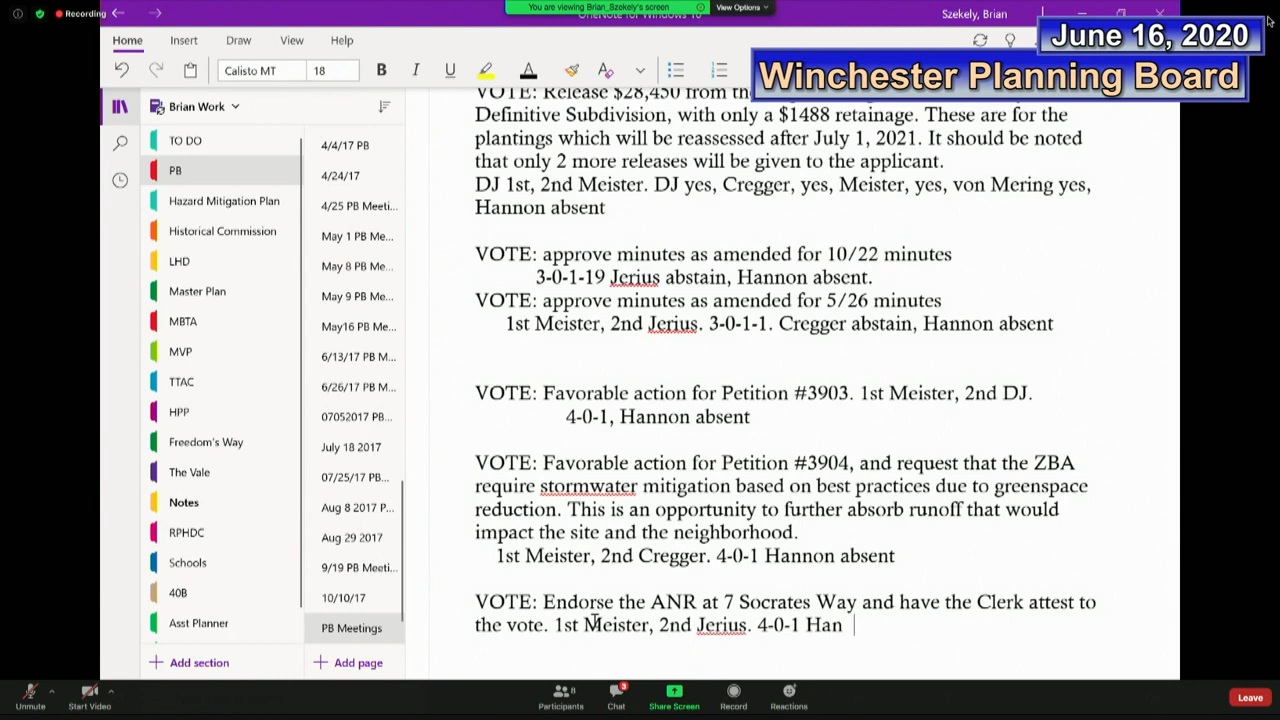 Recording
You are viewing Brian_Szekely's screen
View Options
OneNote for Windows 10
Szekely, Brian
June 16, 2020
Winchester Planning Board
Home Insert Draw View Help
Calisto MT 18 B I U A
Brian Work
TO DO
PB
Hazard Mitigation Plan
Historical Commission
LHD
Master Plan
MBTA
MVP
TTAC
HPP
Freedom's Way
The Vale
Notes
RPHDC
Schools
40B
Asst Planner
Add section
4/4/17 PB
4/24/17
4/25 PB Meeti...
May 1 PB Me...
May 8 PB Me...
May 9 PB Me...
May16 PB Me...
6/13/17 PB M...
6/26/17 PB M...
07052017 PB...
July 18 2017
07/25/17 PB...
Aug 8 2017 P...
Aug 29 2017
9/19 PB Meeti...
10/10/17
PB Meetings
Add page
VOTE: Release $28,450 from the
Definitive Subdivision, with only a $1488 retainage. These are for the
plantings which will be reassessed after July 1, 2021. It should be noted
that only 2 more releases will be given to the applicant.
DJ 1st, 2nd Meister. DJ yes, Cregger, yes, Meister, yes, von Mering yes,
Hannon absent
VOTE: approve minutes as amended for 10/22 minutes
3-0-1-19 Jerius abstain, Hannon absent.
VOTE: approve minutes as amended for 5/26 minutes
1st Meister, 2nd Jerius. 3-0-1-1. Cregger abstain, Hannon absent
VOTE: Favorable action for Petition #3903. 1st Meister, 2nd DJ.
4-0-1, Hannon absent
VOTE: Favorable action for Petition #3904, and request that the ZBA
require stormwater mitigation based on best practices due to greenspace
reduction. This is an opportunity to further absorb runoff that would
impact the site and the neighborhood.
1st Meister, 2nd Cregger. 4-0-1 Hannon absent
VOTE: Endorse the ANR at 7 Socrates Way and have the Clerk attest to
the vote. 1st Meister, 2nd Jerius. 4-0-1 Han
Unmute
Start Video
8
Participants
3
Chat
Share Screen
Record
Reactions
Leave